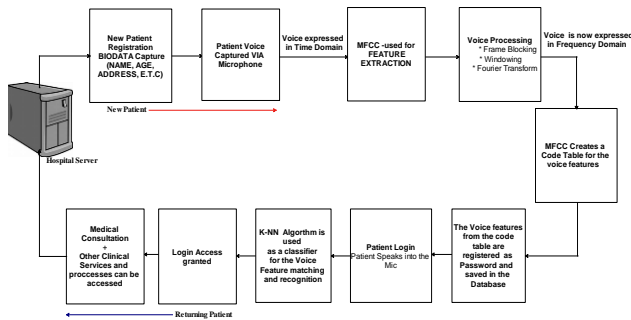 New Patient
Registration
BIODATA Capture
(NAME, AGE,
ADDRESS, E.T.C)
Patient Voice
Captured VIA
Microphone
Voice expressed
in Time Domain
MFCC -used for
FEATURE
EXTRACTION
Voice Processing
* Frame Blocking
* Windowing
* Fourier Transform
Voice is now expressed
in Frequency Domain
New Patient
Hospital Server
MFCC Creates a
Code Table for the
voice features
Medical
Consultation
+
Other Clinical
Services and
proccesses can be
accessed
Login Access
granted
K-NN Algorthm is
used
as a classifier
for the Voice
Feature matching
and recognition
Patient Login
Patient Speaks into the
Mic
The Voice features
from the code
table are
registered as
Password and
saved in the
Database
Returning Patient